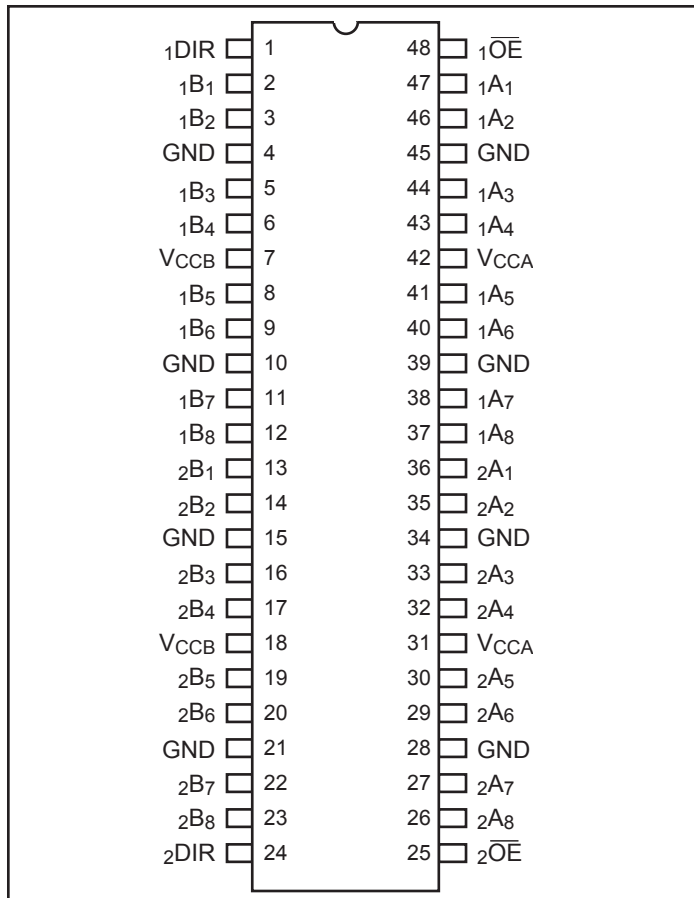 1DIR 1 48 1O̅E̅
1B1 2 47 1A1
1B2 3 46 1A2
GND 4 45 GND
1B3 5 44 1A3
1B4 6 43 1A4
VCCB 7 42 VCCA
1B5 8 41 1A5
1B6 9 40 1A6
GND 10 39 GND
1B7 11 38 1A7
1B8 12 37 1A8
2B1 13 36 2A1
2B2 14 35 2A2
GND 15 34 GND
2B3 16 33 2A3
2B4 17 32 2A4
VCCB 18 31 VCCA
2B5 19 30 2A5
2B6 20 29 2A6
GND 21 28 GND
2B7 22 27 2A7
2B8 23 26 2A8
2DIR 24 25 2O̅E̅